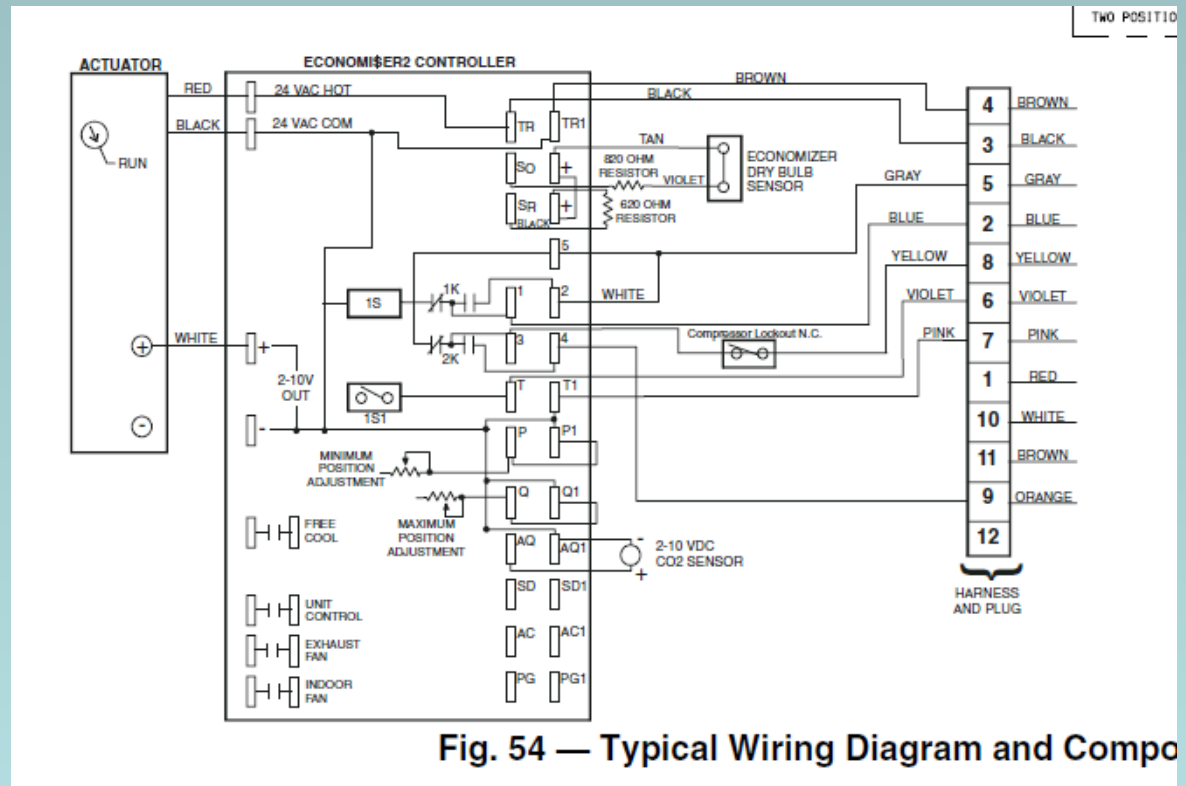 TWO POSITIO
ACTUATOR
ECONOMI$ER2 CONTROLLER
RED
24 VAC HOT
BLACK
24 VAC COM
RUN
WHITE
+
+
2-10V
OUT
-
-
TR
TR1
SO
+
SR
+
BLACK
5
1S
1K
1
2
2K
3
4
1S1
T
T1
P
P1
MINIMUM
POSITION
ADJUSTMENT
Q
Q1
MAXIMUM
POSITION
ADJUSTMENT
AQ
AQ1
SD
SD1
AC
AC1
PG
PG1
FREE
COOL
UNIT
CONTROL
EXHAUST
FAN
INDOOR
FAN
BROWN
BLACK
TAN
820 OHM
RESISTOR
VIOLET
620 OHM
RESISTOR
ECONOMIZER
DRY BULB
SENSOR
GRAY
BLUE
YELLOW
WHITE
VIOLET
Compressor Lockout N.C.
PINK
-
+
2-10 VDC
CO2 SENSOR
4 BROWN
3 BLACK
5 GRAY
2 BLUE
8 YELLOW
6 VIOLET
7 PINK
1 RED
10 WHITE
11 BROWN
9 ORANGE
12
HARNESS
AND PLUG
Fig. 54 — Typical Wiring Diagram and Compo